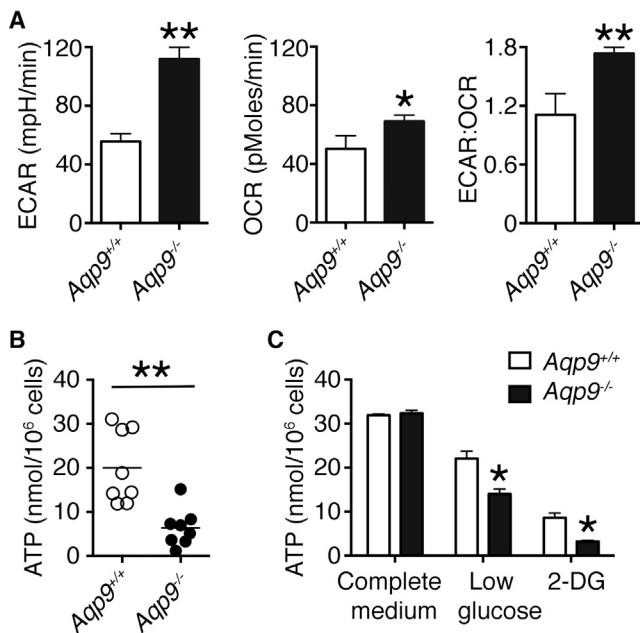 A
ECAR (mpH/min)
120
80
40
0
**
Aqp9+/+
Aqp9-/-
OCR (pMoles/min)
120
80
40
0
*
Aqp9+/+
Aqp9-/-
ECAR:OCR
1.8
1.2
0.6
0
**
Aqp9+/+
Aqp9-/-
B
ATP (nmol/10⁶ cells)
40
30
20
10
0
**
Aqp9+/+
Aqp9-/-
C
Aqp9+/+
Aqp9-/-
ATP (nmol/10⁶ cells)
40
30
20
10
0
*
*
Complete
medium
Low
glucose
2-DG